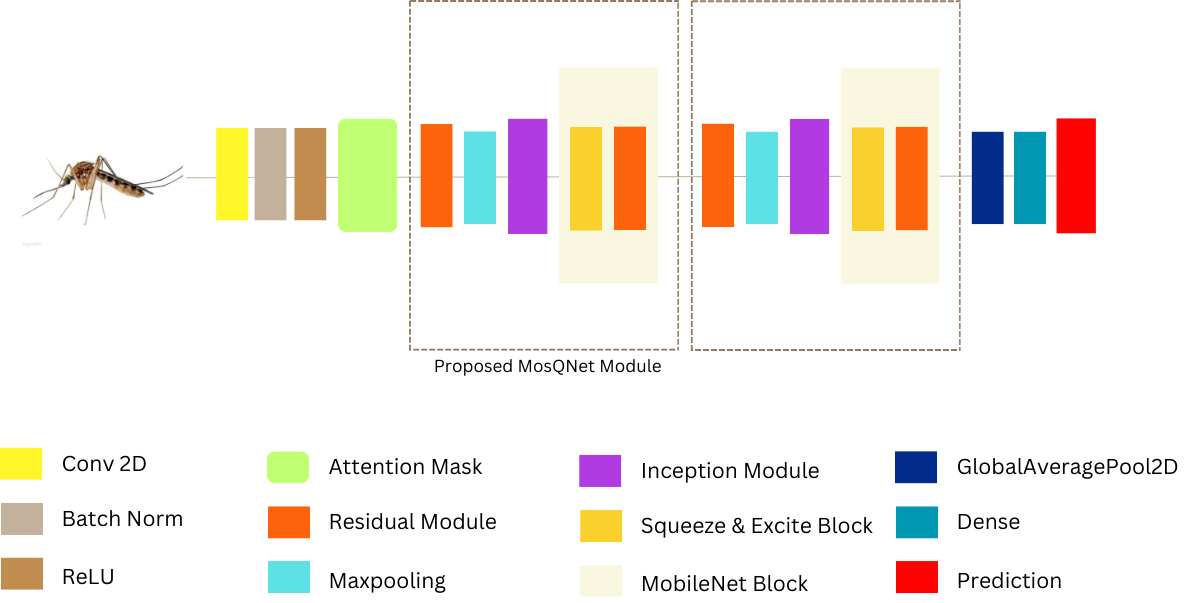 Proposed MosQNet Module
Conv 2D
Attention Mask
Inception Module
GlobalAveragePool2D
Batch Norm
Residual Module
Squeeze & Excite Block
Dense
ReLU
Maxpooling
MobileNet Block
Prediction